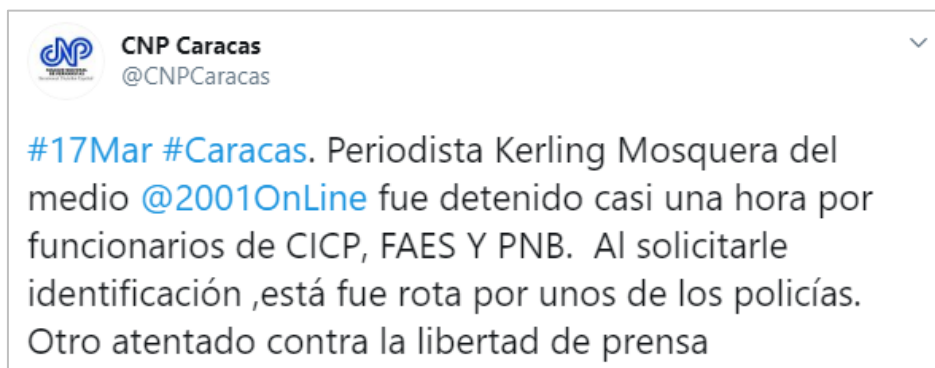 CNP
CNP Caracas
@CNPCaracas
#17Mar #Caracas. Periodista Kerling Mosquera del
medio @2001OnLine fue detenido casi una hora por
funcionarios de CICP, FAES Y PNB.  Al solicitarle
identificación ,está fue rota por unos de los policías.
Otro atentado contra la libertad de prensa